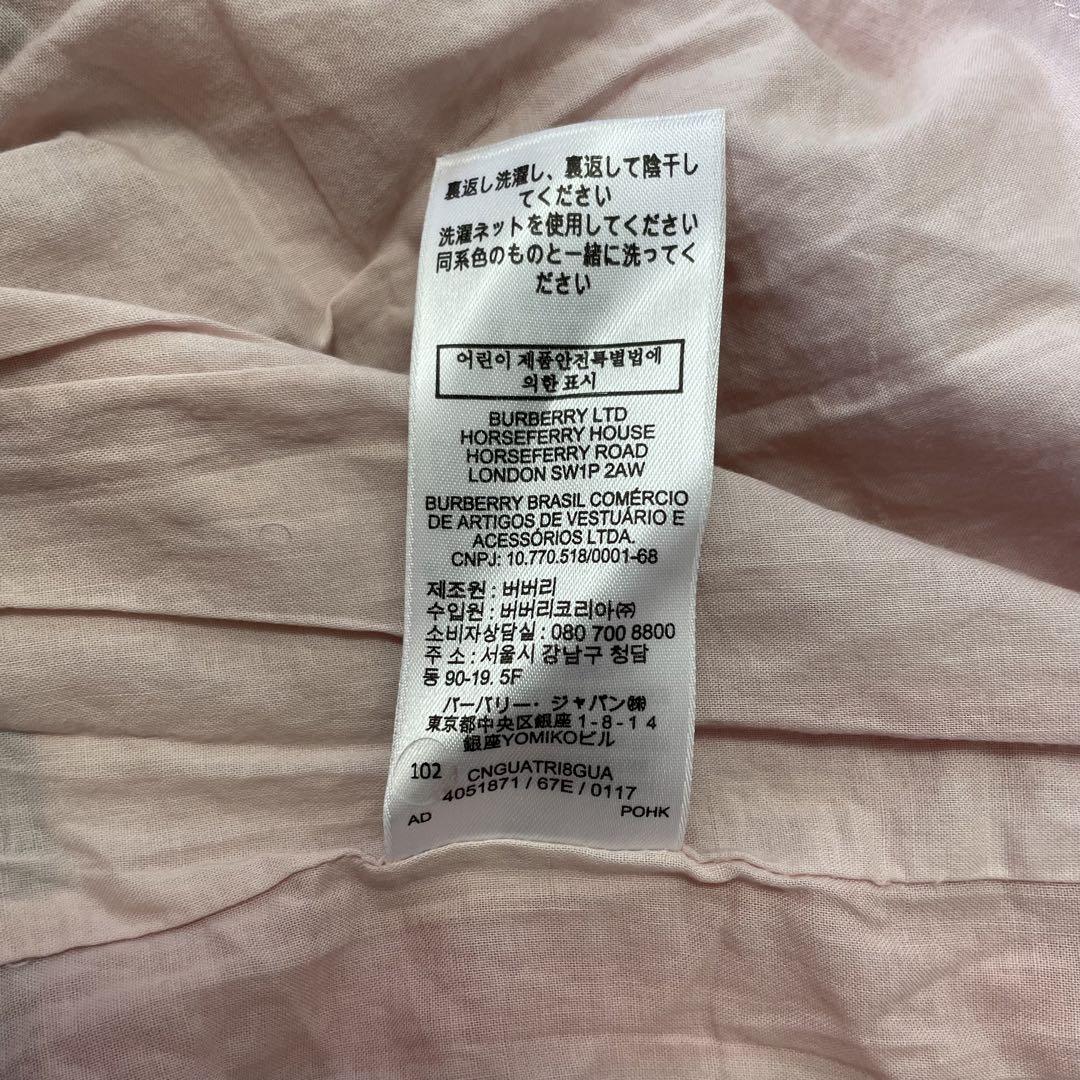 裏返し洗濯し、裏返して陰干し
てください
洗濯ネットを使用してください
同系色のものと一緒に洗ってく
ださい
어린이 제품안전특별법에
의한 표시
BURBERRY LTD
HORSEFERRY HOUSE
HORSEFERRY ROAD
LONDON SW1P 2AW
BURBERRY BRASIL COMÉRCIO
DE ARTIGOS DE VESTUÁRIO E
ACESSÓRIOS LTDA.
CNPJ: 10.770.518/0001-68
제조원 : 버버리
수입원 : 버버리코리아㈜
소비자상담실 : 080 700 8800
주 소 : 서울시 강남구 청담
동 90-19. 5F
バーバリー・ジャパン㈱
東京都中央区銀座1-8-14
銀座YOMIKOビル
102 CNGUATRI8GUA
4051871 / 67E / 0117
AD POHK